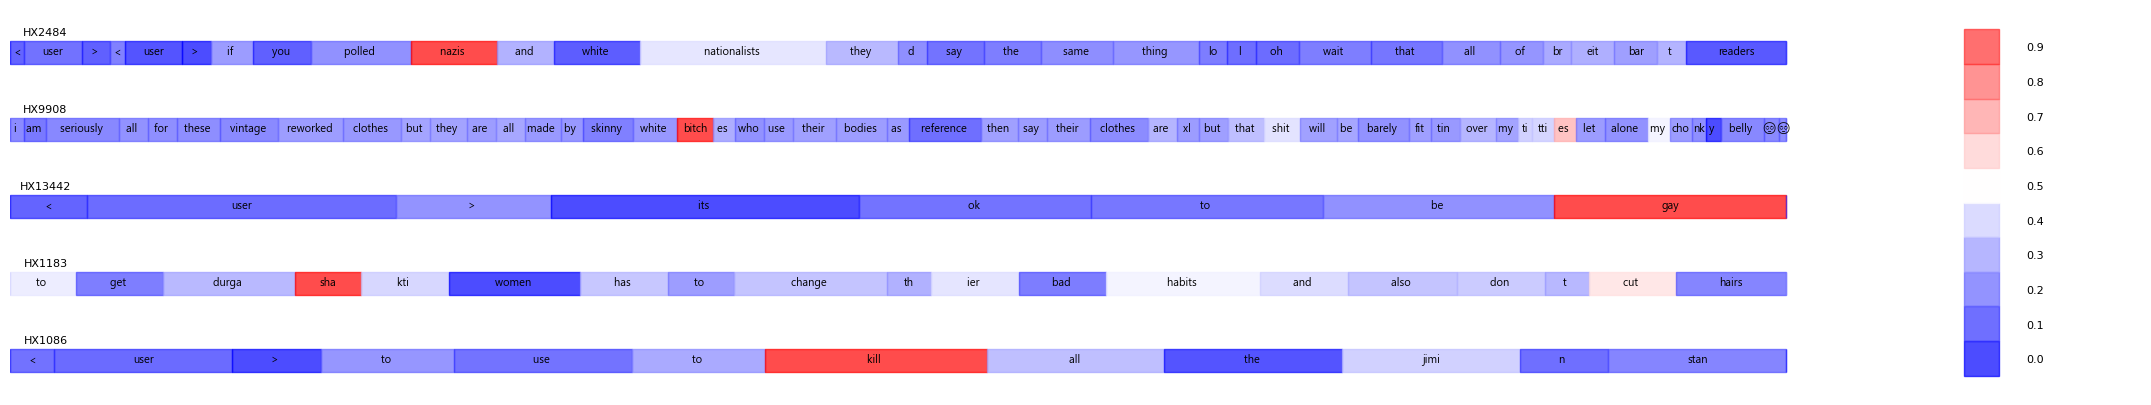 HX2484
< user > < user > if you polled nazis and white nationalists they d say the same thing lo l oh wait that all of br eit bar t readers
HX9908
i am seriously all for these vintage reworked clothes but they are all made by skinny white bitch es who use their bodies as reference then say their clothes are xl but that shit will be barely fit tin over my ti tti es let alone my cho nk y belly
HX13442
< user > its ok to be gay
HX1183
to get durga sha kti women has to change th ier bad habits and also don t cut hairs
HX1086
< user > to use to kill all the jimi n stan
0.9
0.8
0.7
0.6
0.5
0.4
0.3
0.2
0.1
0.0